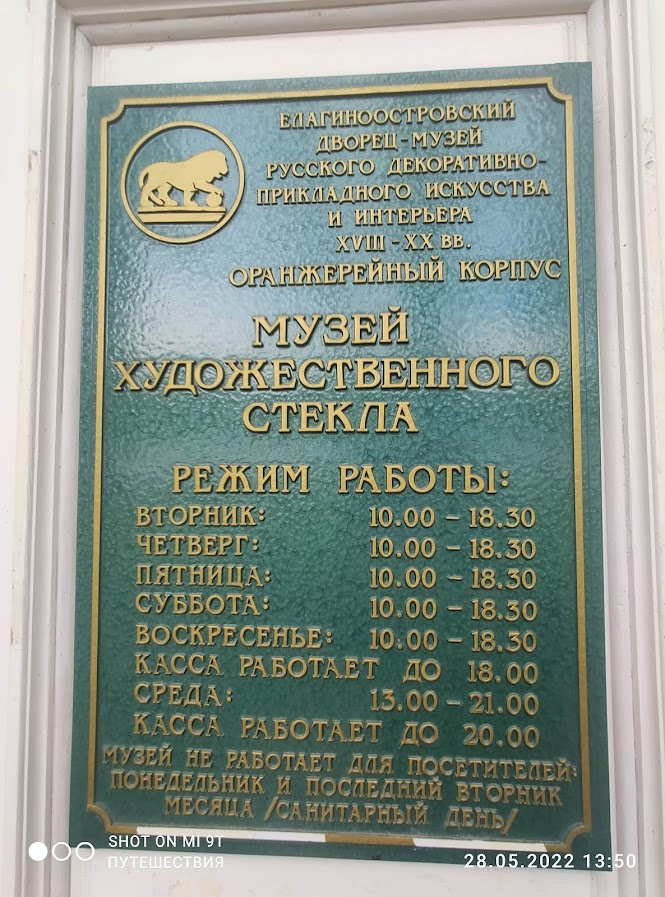 ЕЛАГИНООСТРОВСКИЙ
ДВОРЕЦ-МУЗЕЙ
РУССКОГО ДЕКОРАТИВНО-
ПРИКЛАДНОГО ИСКУССТВА
И ИНТЕРЬЕРА
XVIII - XX ВВ.
ОРАНЖЕРЕЙНЫЙ КОРПУС
МУЗЕЙ
ХУДОЖЕСТВЕННОГО
СТЕКЛА
РЕЖИМ РАБОТЫ:
ВТОРНИК: 10.00 - 18.30
ЧЕТВЕРГ: 10.00 - 18.30
ПЯТНИЦА: 10.00 - 18.30
СУББОТА: 10.00 - 18.30
ВОСКРЕСЕНЬЕ: 10.00 - 18.30
КАССА РАБОТАЕТ ДО 18.00
СРЕДА: 13.00 - 21.00
КАССА РАБОТАЕТ ДО 20.00
МУЗЕЙ НЕ РАБОТАЕТ ДЛЯ ПОСЕТИТЕЛЕЙ:
ПОНЕДЕЛЬНИК И ПОСЛЕДНИЙ ВТОРНИК
МЕСЯЦА /САНИТАРНЫЙ ДЕНЬ/
SHOT ON MI 9T
ПУТЕШЕСТВИЯ
28.05.2022 13:50